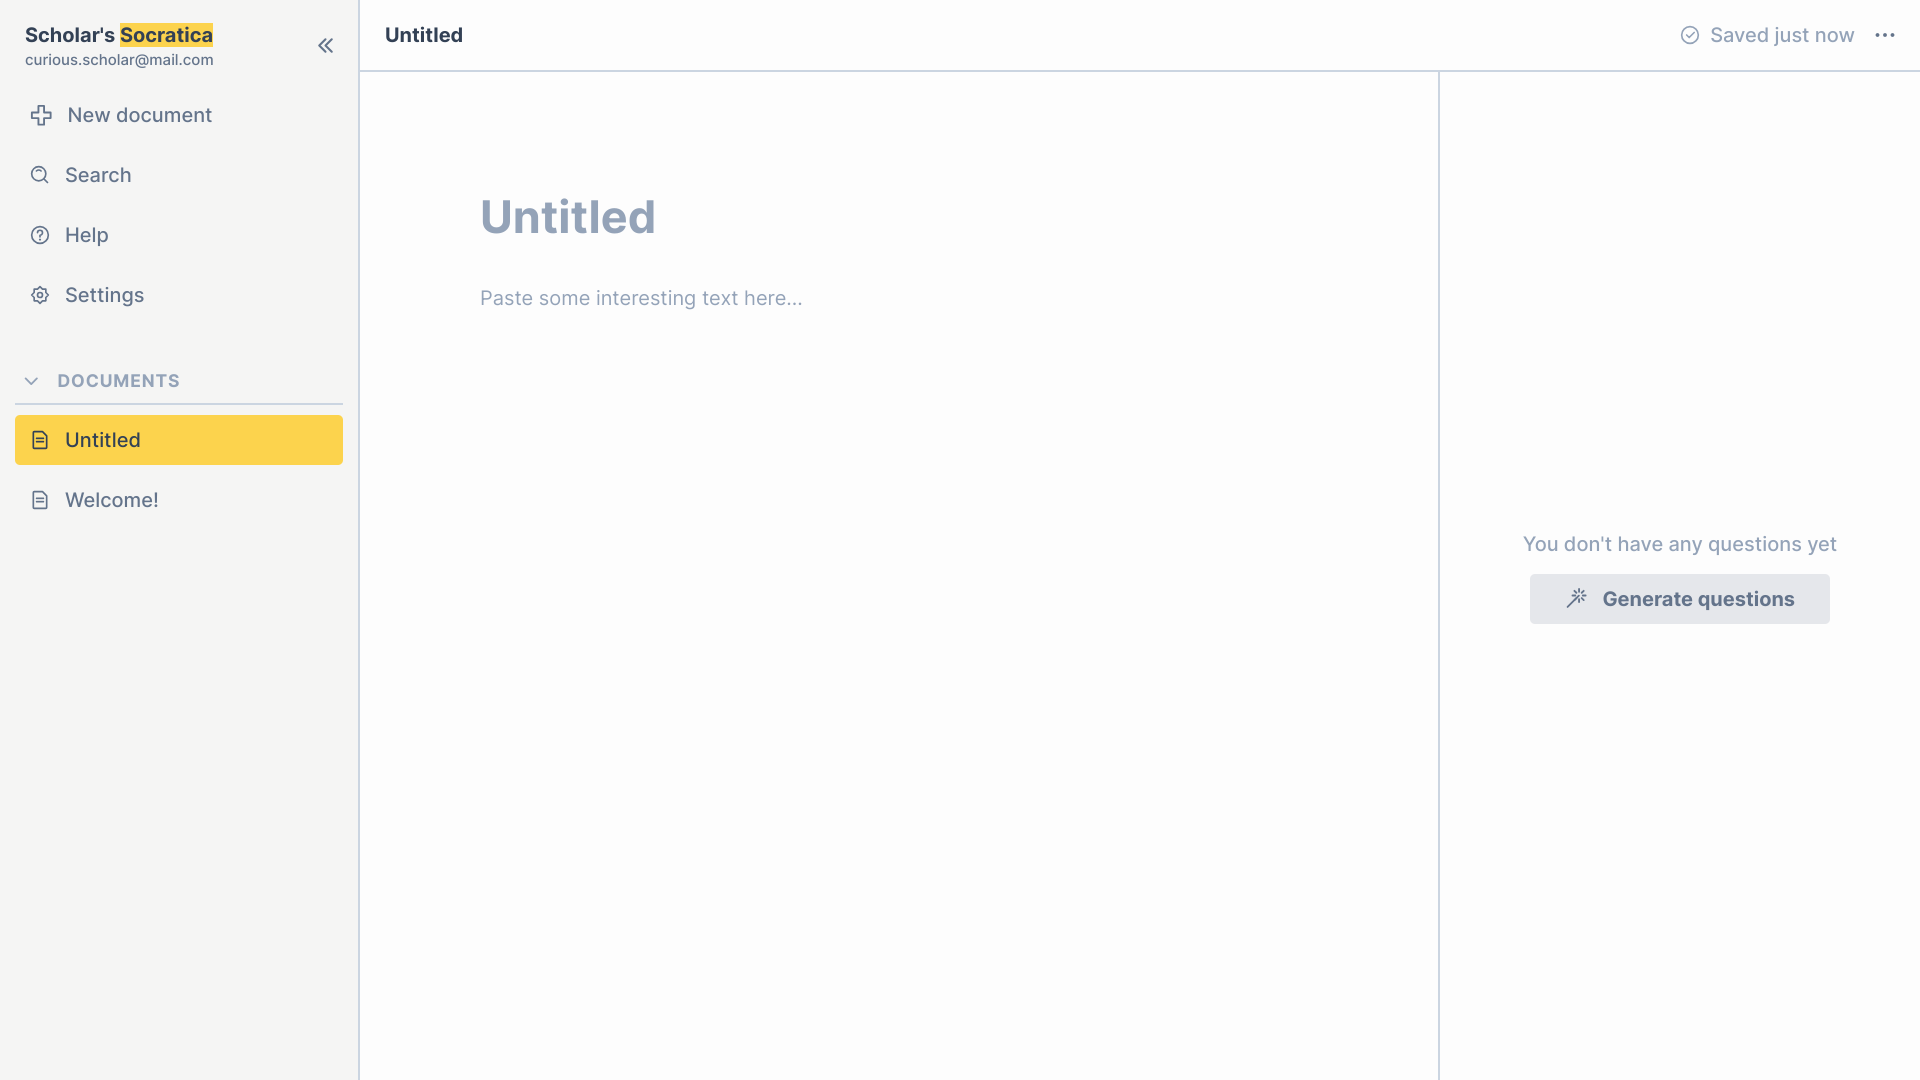 Scholar's Socratica
curious.scholar@mail.com
New document
Search
Help
Settings
DOCUMENTS
Untitled
Welcome!
Untitled
Saved just now
Untitled
Paste some interesting text here...
You don't have any questions yet
Generate questions